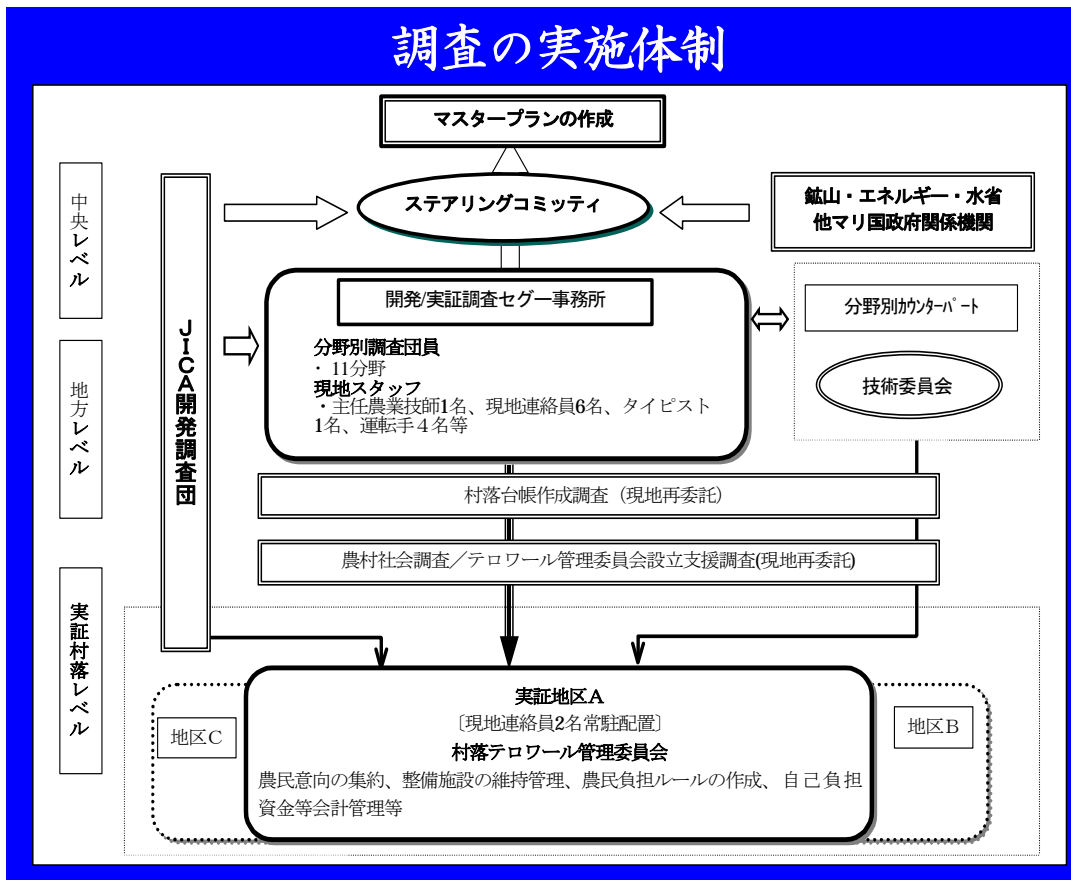 調査の実施体制
マスタープランの作成
中央レベル
ステアリングコミッティ
鉱山・エネルギー・水省
他マリ国政府関係機関
JICA開発調査団
開発/実証調査セグー事務所
分野別調査団員
・ 11分野
現地スタッフ
・主任農業技師1名、現地連絡員6名、タイピスト
1名、運転手４名等
分野別ｶｳﾝﾀｰﾊﾟｰﾄ
技術委員会
地方レベル
村落台帳作成調査（現地再委託）
農村社会調査／テロワール管理委員会設立支援調査(現地再委託)
実証村落レベル
実証地区A
〔現地連絡員2名常駐配置〕
村落テロワール管理委員会
農民意向の集約、整備施設の維持管理、農民負担ルールの作成、自己負担
資金等会計管理等
地区C
地区B